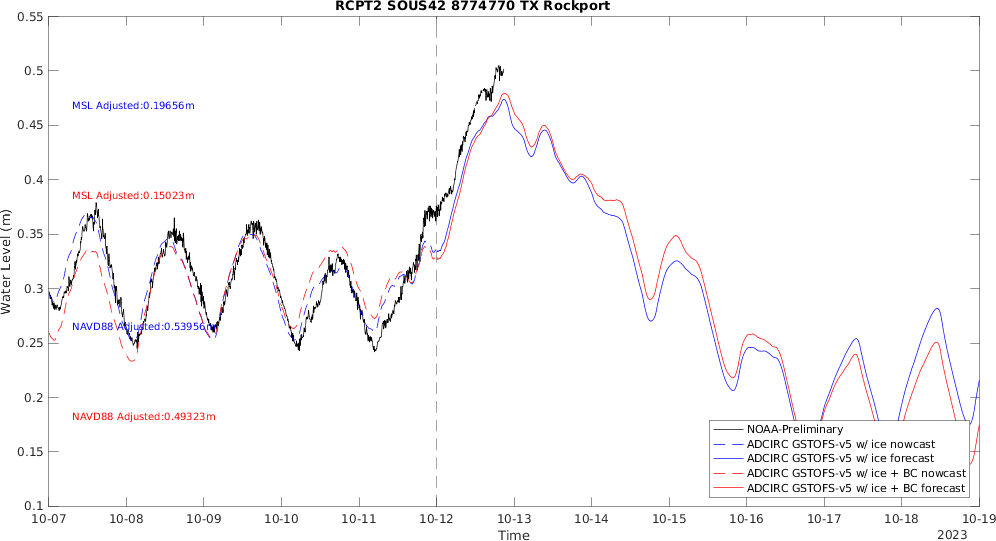 RCPT2 SOUS42 8774770 TX Rockport
0.55
0.5
0.45
0.4
0.35
0.3
0.25
0.2
0.15
0.1
Water Level (m)
MSL Adjusted:0.19656m
MSL Adjusted:0.15023m
NAVD88 Adjusted:0.53956m
NAVD88 Adjusted:0.49323m
NOAA-Preliminary
ADCIRC GSTOFS-v5 w/ ice nowcast
ADCIRC GSTOFS-v5 w/ ice forecast
ADCIRC GSTOFS-v5 w/ ice + BC nowcast
ADCIRC GSTOFS-v5 w/ ice + BC forecast
10-07 10-08 10-09 10-10 10-11 10-12 10-13 10-14 10-15 10-16 10-17 10-18 10-19
Time
2023